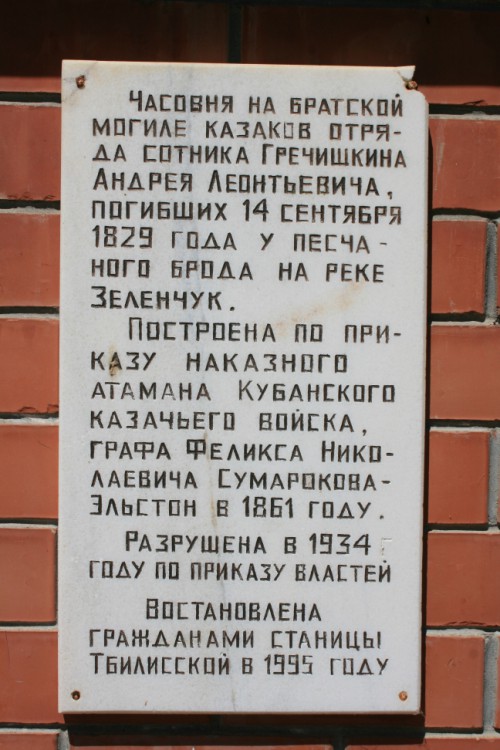 Часовня на братской
могиле казаков отря-
да сотника Гречишкина
Андрея Леонтьевича,
погибших 14 сентября
1829 года у песча-
ного брода на реке
Зеленчук.
Построена по при-
казу наказного
атамана Кубанского
казачьего войска,
графа Феликса Нико-
лаевича Сумарокова-
Эльстон в 1861 году.
Разрушена в 1934
году по приказу властей
Востановлена
гражданами станицы
Тбилисской в 1995 году